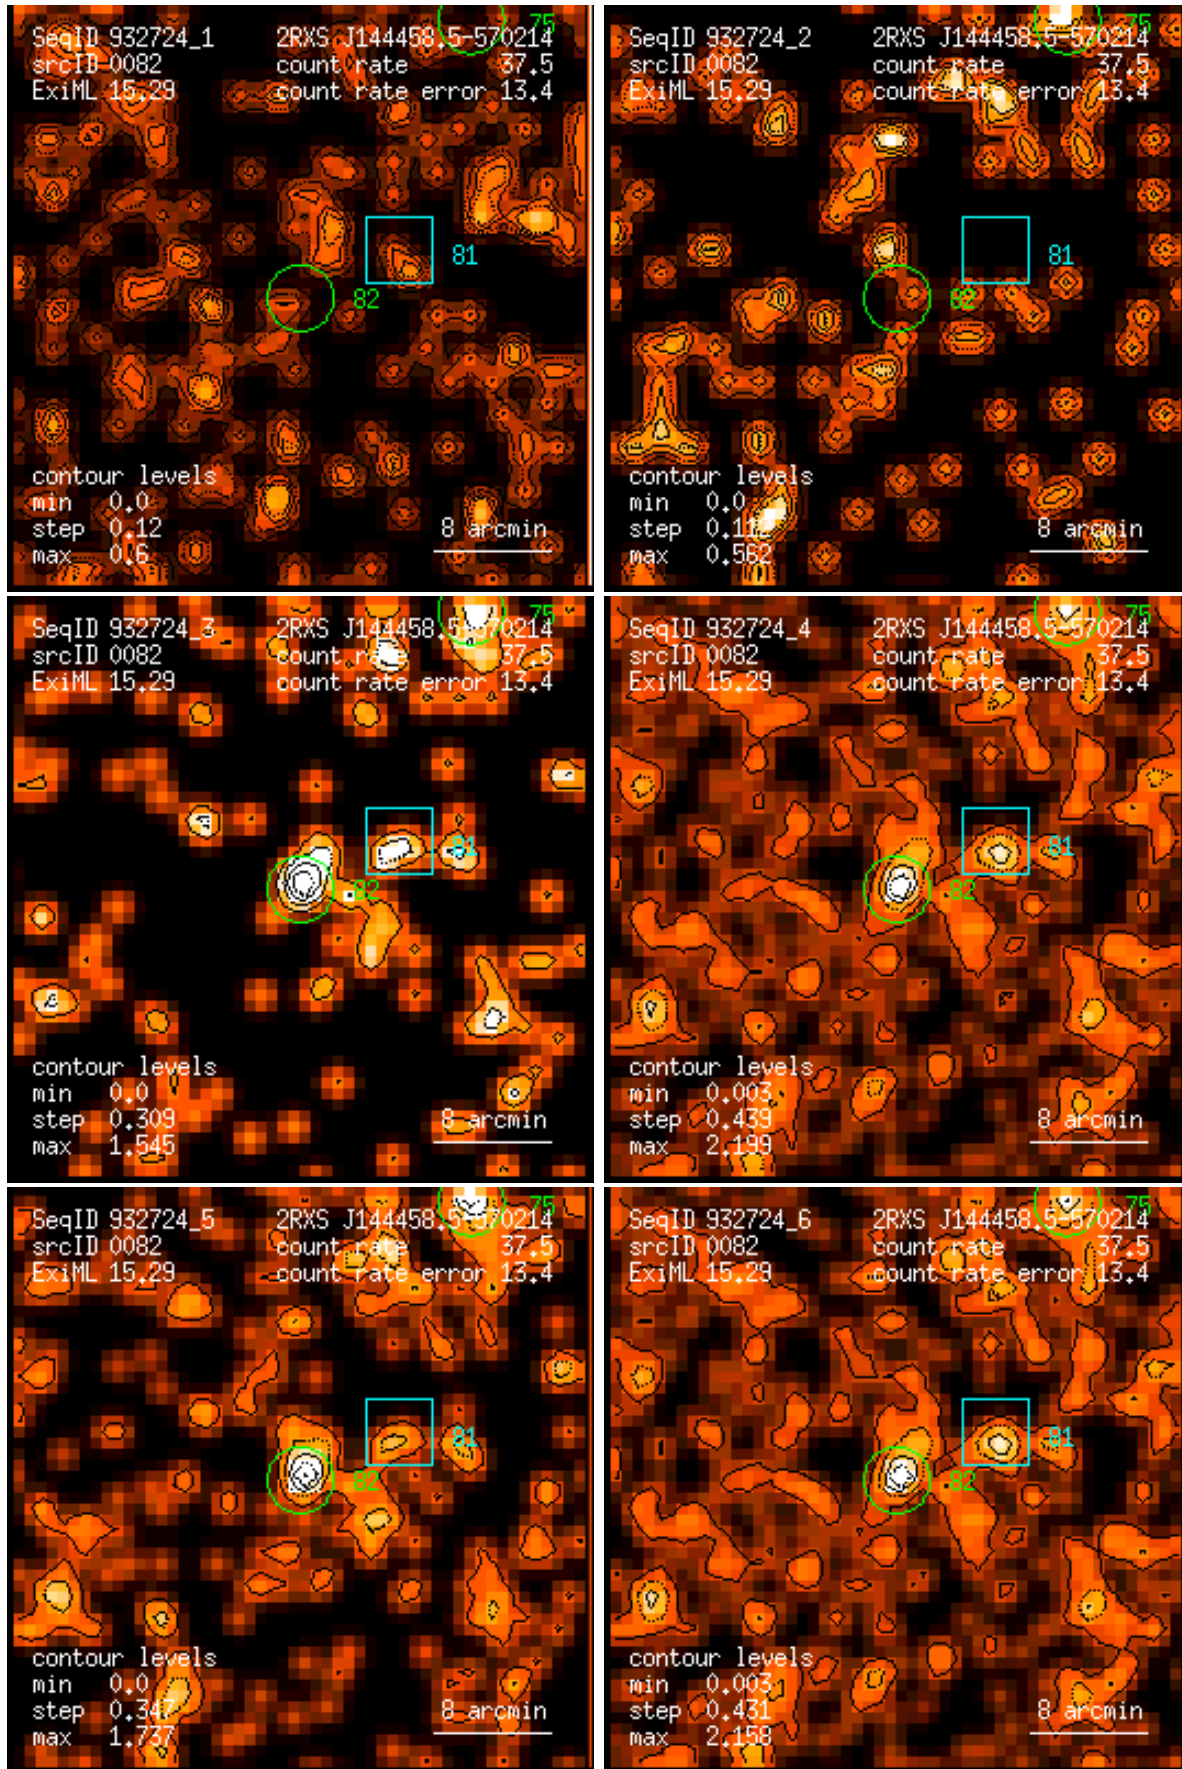 75
SeqID 932724_1 2RXS J144458.5-570214
srcID 0082 count rate 37.5
ExiML 15.29 count rate error 13.4
81
82
contour levels
min 0.0
step 0.12 8 arcmin
max 0.6
75
SeqID 932724_2 2RXS J144458.5-570214
srcID 0082 count rate 37.5
ExiML 15.29 count rate error 13.4
81
82
contour levels
min 0.0
step 0.112 8 arcmin
max 0.562
75
SeqID 932724_3 2RXS J144458.5-570214
srcID 0082 count rate 37.5
ExiML 15.29 count rate error 13.4
81
82
contour levels
min 0.0
step 0.309 8 arcmin
max 1.545
75
SeqID 932724_4 2RXS J144458.5-570214
srcID 0082 count rate 37.5
ExiML 15.29 count rate error 13.4
81
82
contour levels
min 0.003
step 0.439 8 arcmin
max 2.199
75
SeqID 932724_5 2RXS J144458.5-570214
srcID 0082 count rate 37.5
ExiML 15.29 count rate error 13.4
81
82
contour levels
min 0.0
step 0.347 8 arcmin
max 1.737
75
SeqID 932724_6 2RXS J144458.5-570214
srcID 0082 count rate 37.5
ExiML 15.29 count rate error 13.4
81
82
contour levels
min 0.003
step 0.431 8 arcmin
max 2.158